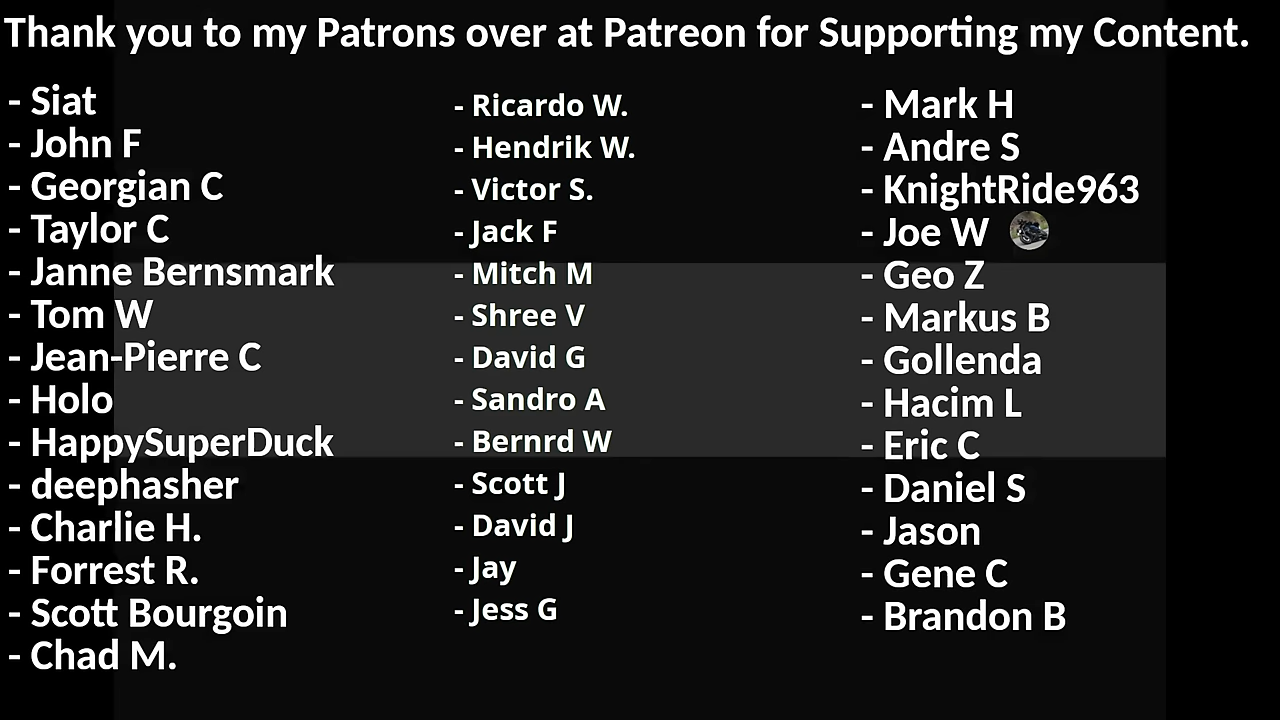 Thank you to my Patrons over at Patreon for Supporting my Content.
- Siat
- John F
- Georgian C
- Taylor C
- Janne Bernsmark
- Tom W
- Jean-Pierre C
- Holo
- HappySuperDuck
- deephasher
- Charlie H.
- Forrest R.
- Scott Bourgoin
- Chad M.
- Ricardo W.
- Hendrik W.
- Victor S.
- Jack F
- Mitch M
- Shree V
- David G
- Sandro A
- Bernrd W
- Scott J
- David J
- Jay
- Jess G
- Mark H
- Andre S
- KnightRide963
- Joe W
- Geo Z
- Markus B
- Gollenda
- Hacim L
- Eric C
- Daniel S
- Jason
- Gene C
- Brandon B